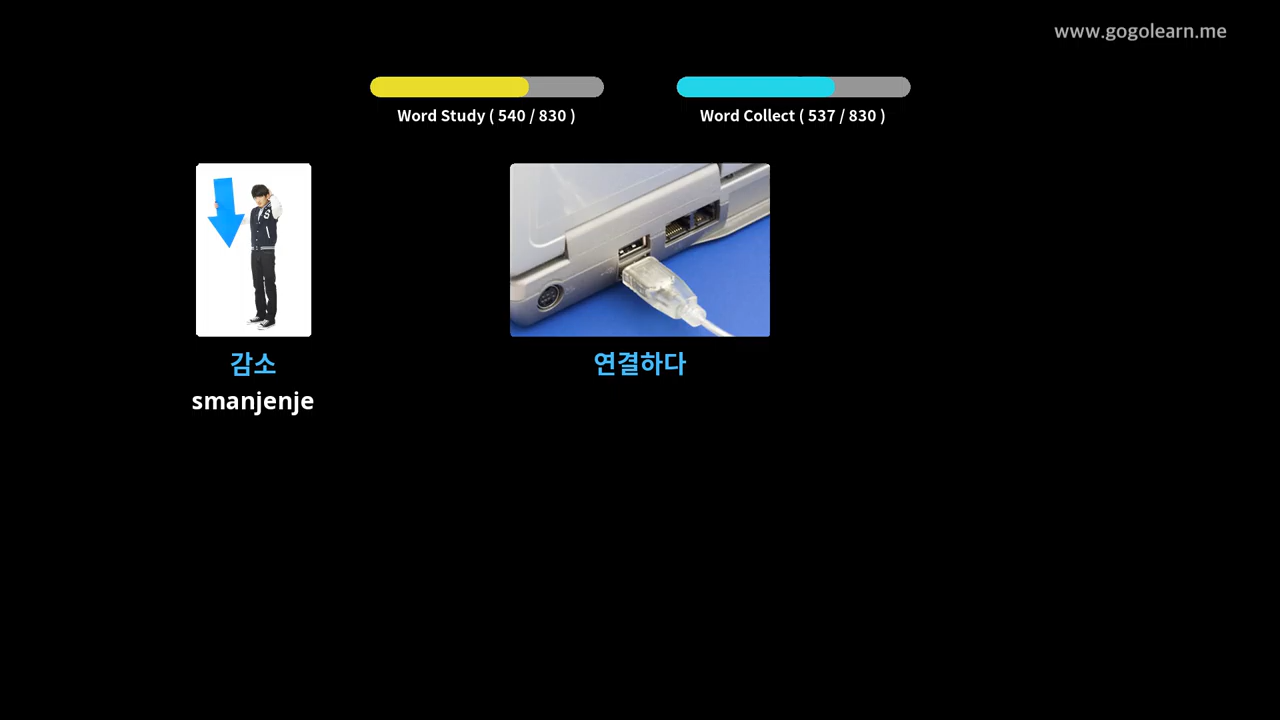 www.gogolearn.me
Word Study ( 540 / 830 )
Word Collect ( 537 / 830 )
S
감소
연결하다
smanjenje